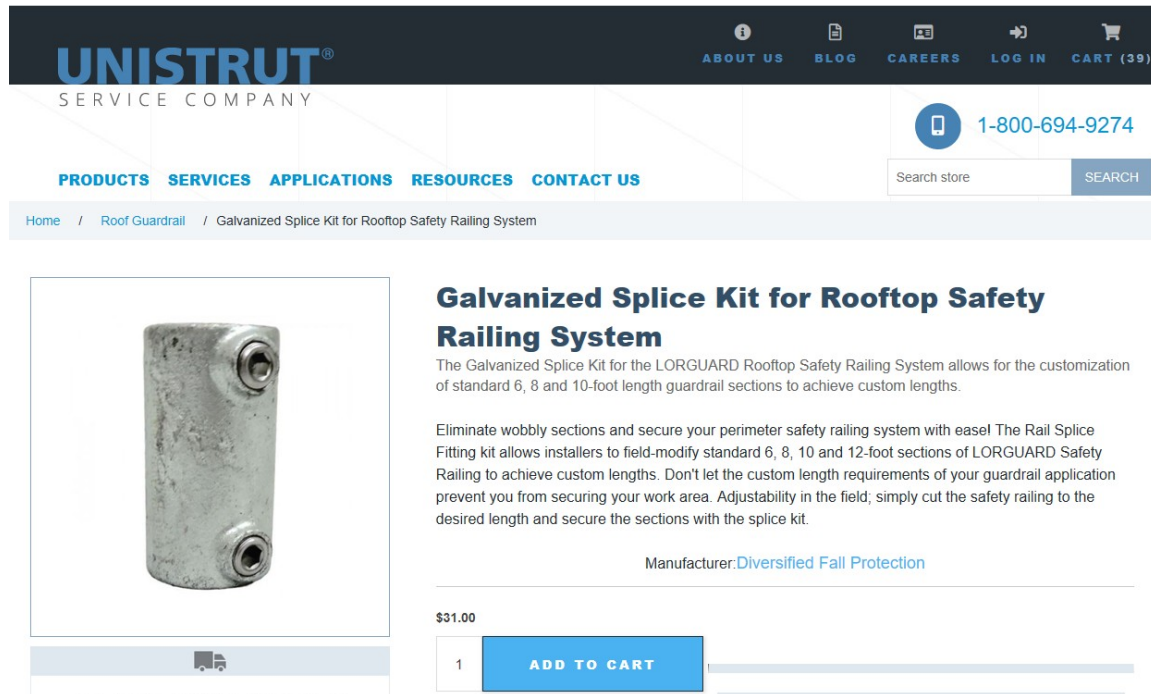 ABOUT US BLOG CAREERS LOG IN CART (39)
UNISTRUT®
SERVICE COMPANY
1-800-694-9274
PRODUCTS SERVICES APPLICATIONS RESOURCES CONTACT US
Search store SEARCH
Home / Roof Guardrail / Galvanized Splice Kit for Rooftop Safety Railing System
Galvanized Splice Kit for Rooftop Safety
Railing System
The Galvanized Splice Kit for the LORGUARD Rooftop Safety Railing System allows for the customization
of standard 6, 8 and 10-foot length guardrail sections to achieve custom lengths.
Eliminate wobbly sections and secure your perimeter safety railing system with ease! The Rail Splice
Fitting kit allows installers to field-modify standard 6, 8, 10 and 12-foot sections of LORGUARD Safety
Railing to achieve custom lengths. Don't let the custom length requirements of your guardrail application
prevent you from securing your work area. Adjustability in the field; simply cut the safety railing to the
desired length and secure the sections with the splice kit.
Manufacturer:Diversified Fall Protection
$31.00
1 ADD TO CART